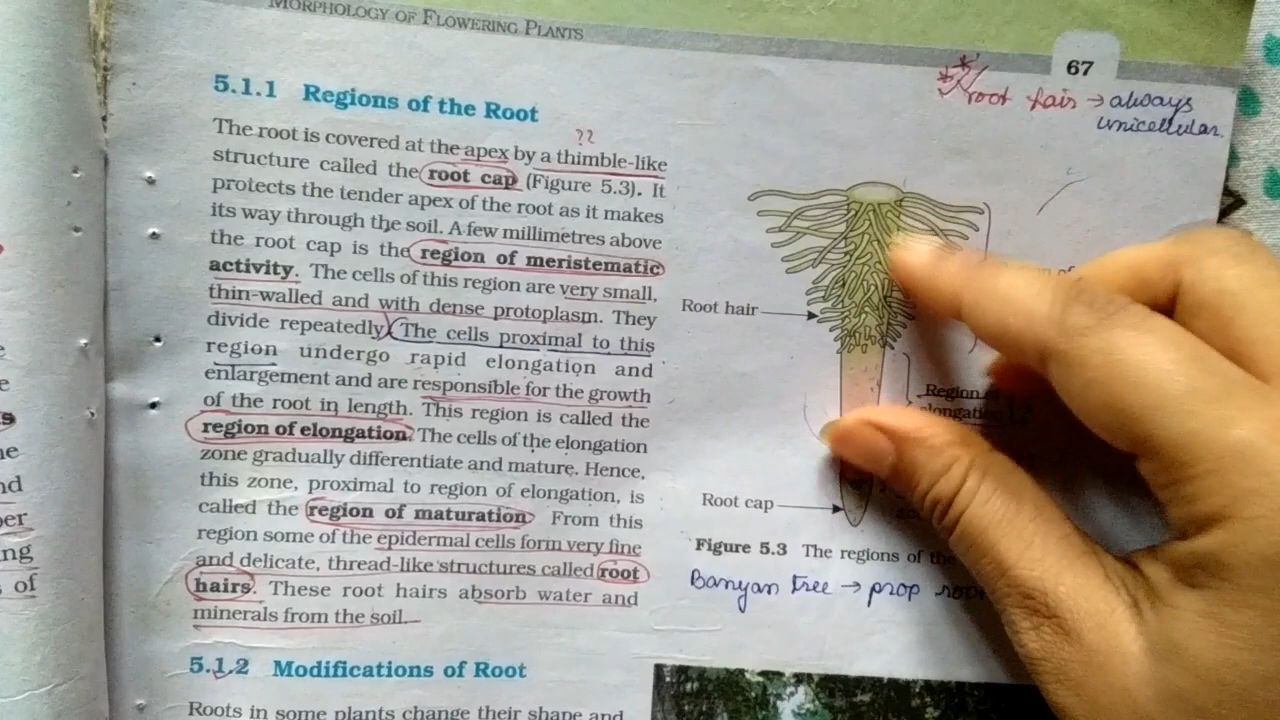 MORPHOLOGY OF FLOWERING PLANTS
67
root hair → always
unicellular.
5.1.1 Regions of the Root
??
The root is covered at the apex by a thimble-like
structure called the root cap (Figure 5.3). It
protects the tender apex of the root as it makes
its way through the soil. A few millimetres above
the root cap is the region of meristematic
activity. The cells of this region are very small,
thin-walled and with dense protoplasm. They
divide repeatedly. The cells proximal to this
region undergo rapid elongation and
enlargement and are responsible for the growth
of the root in length. This region is called the
region of elongation. The cells of the elongation
zone gradually differentiate and mature. Hence,
this zone, proximal to region of elongation, is
called the region of maturation. From this
region some of the epidermal cells form very fine
and delicate, thread-like structures called root
hairs. These root hairs absorb water and
minerals from the soil.
5.1.2 Modifications of Root
Roots in some plants change their shape and
Root hair
Region
elongation
Root cap
Figure 5.3 The regions of the
Banyan tree → prop root
of
ng
of